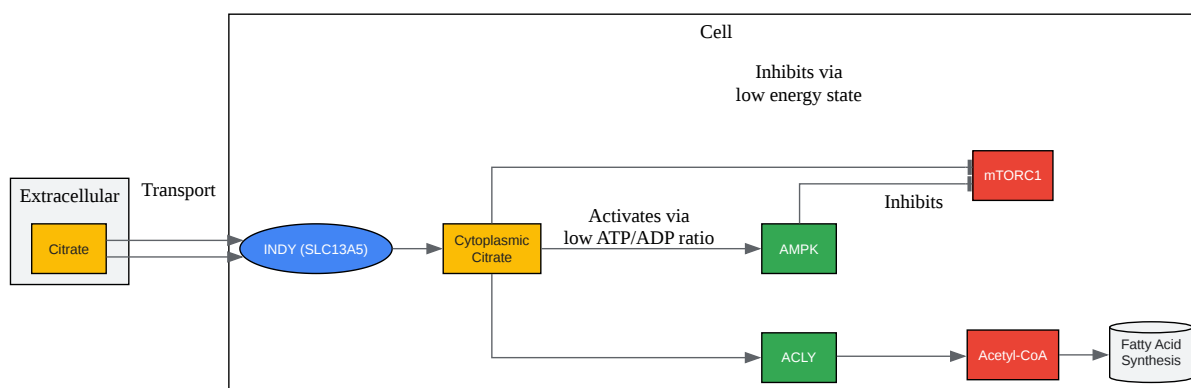 Cell
Inhibits via
low energy state
Extracellular
Transport
Citrate
INDY (SLC13A5)
Cytoplasmic
Citrate
Activates via
low ATP/ADP ratio
AMPK
Inhibits
mTORC1
ACLY
Acetyl-CoA
Fatty Acid
Synthesis